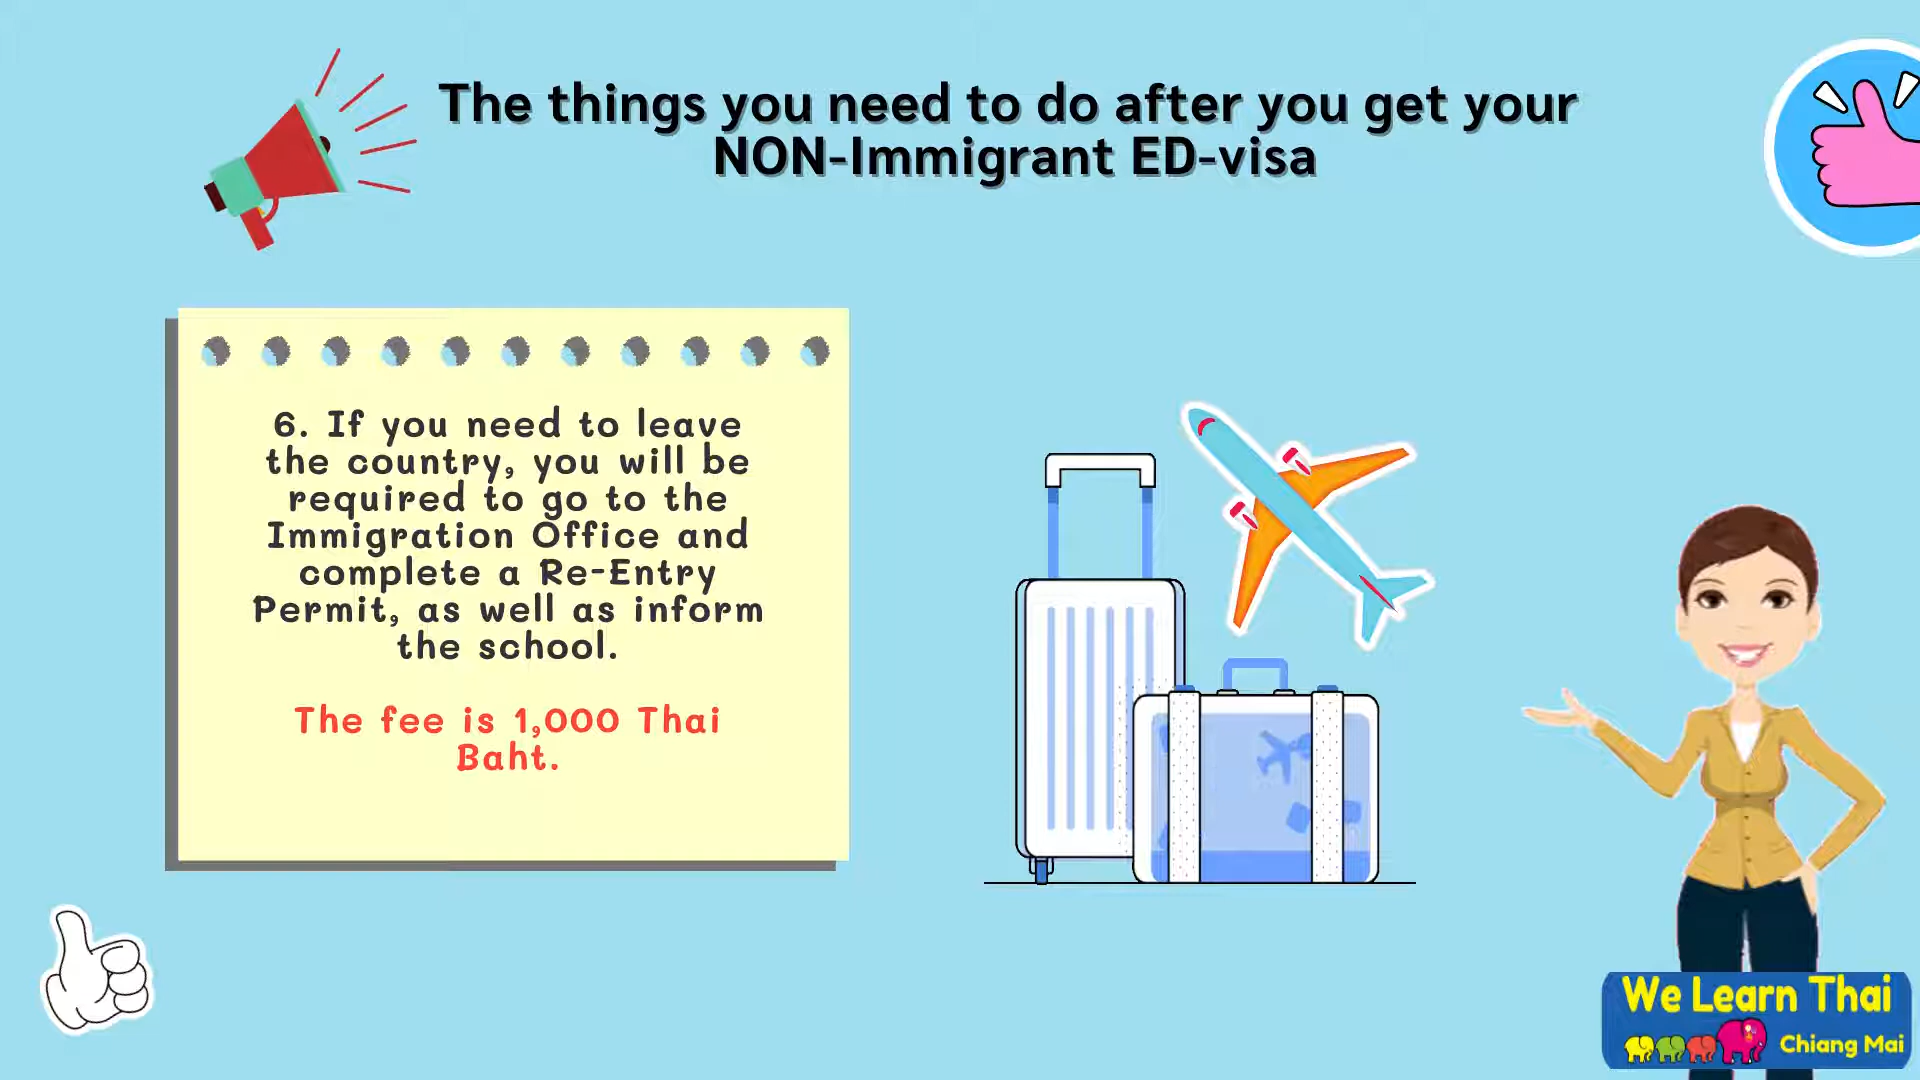 The things you need to do after you get your
NON-Immigrant ED-visa
6. If you need to leave
the country, you will be
required to go to the
Immigration Office and
complete a Re-Entry
Permit, as well as inform
the school.
The fee is 1,000 Thai
Baht.
We Learn Thai
Chiang Mai